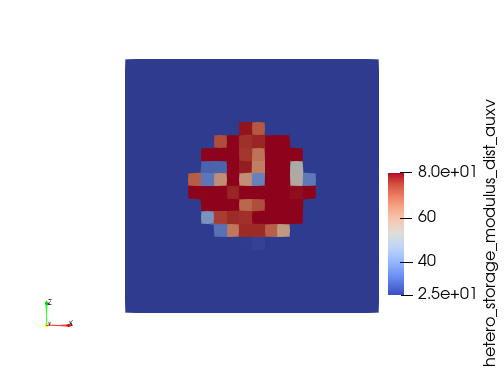 8.0e+01
60
40
2.5e+01
hetero_storage_modulus_dist_auxv
Z
X